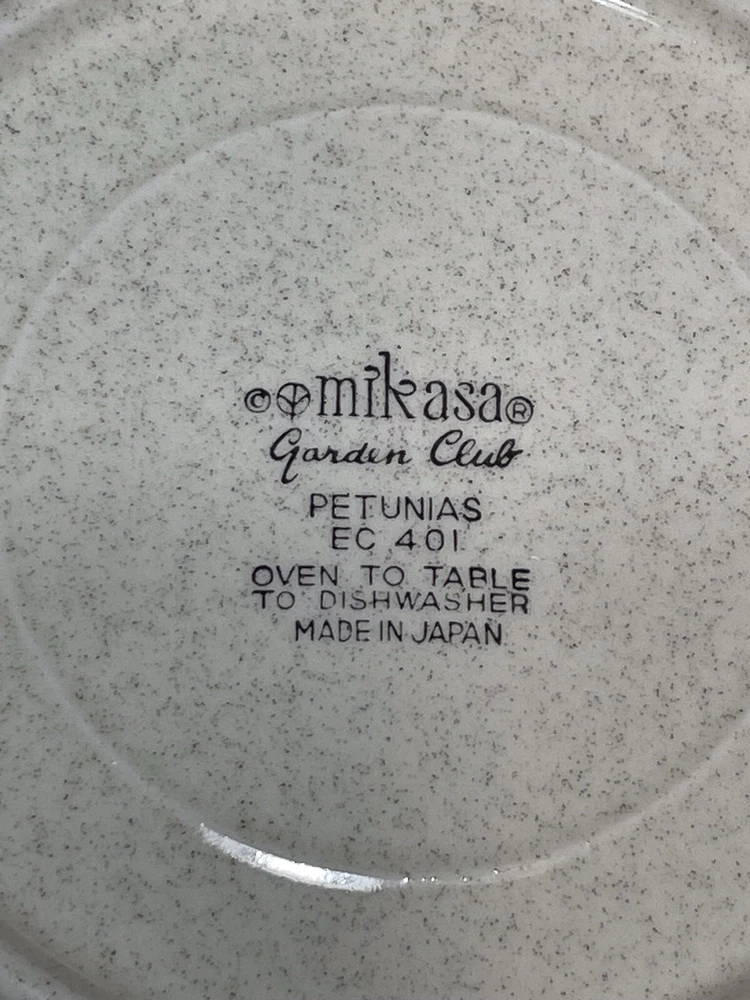 © mikasa®
Garden Club
PETUNIAS
EC 401
OVEN TO TABLE
TO DISHWASHER
MADE IN JAPAN